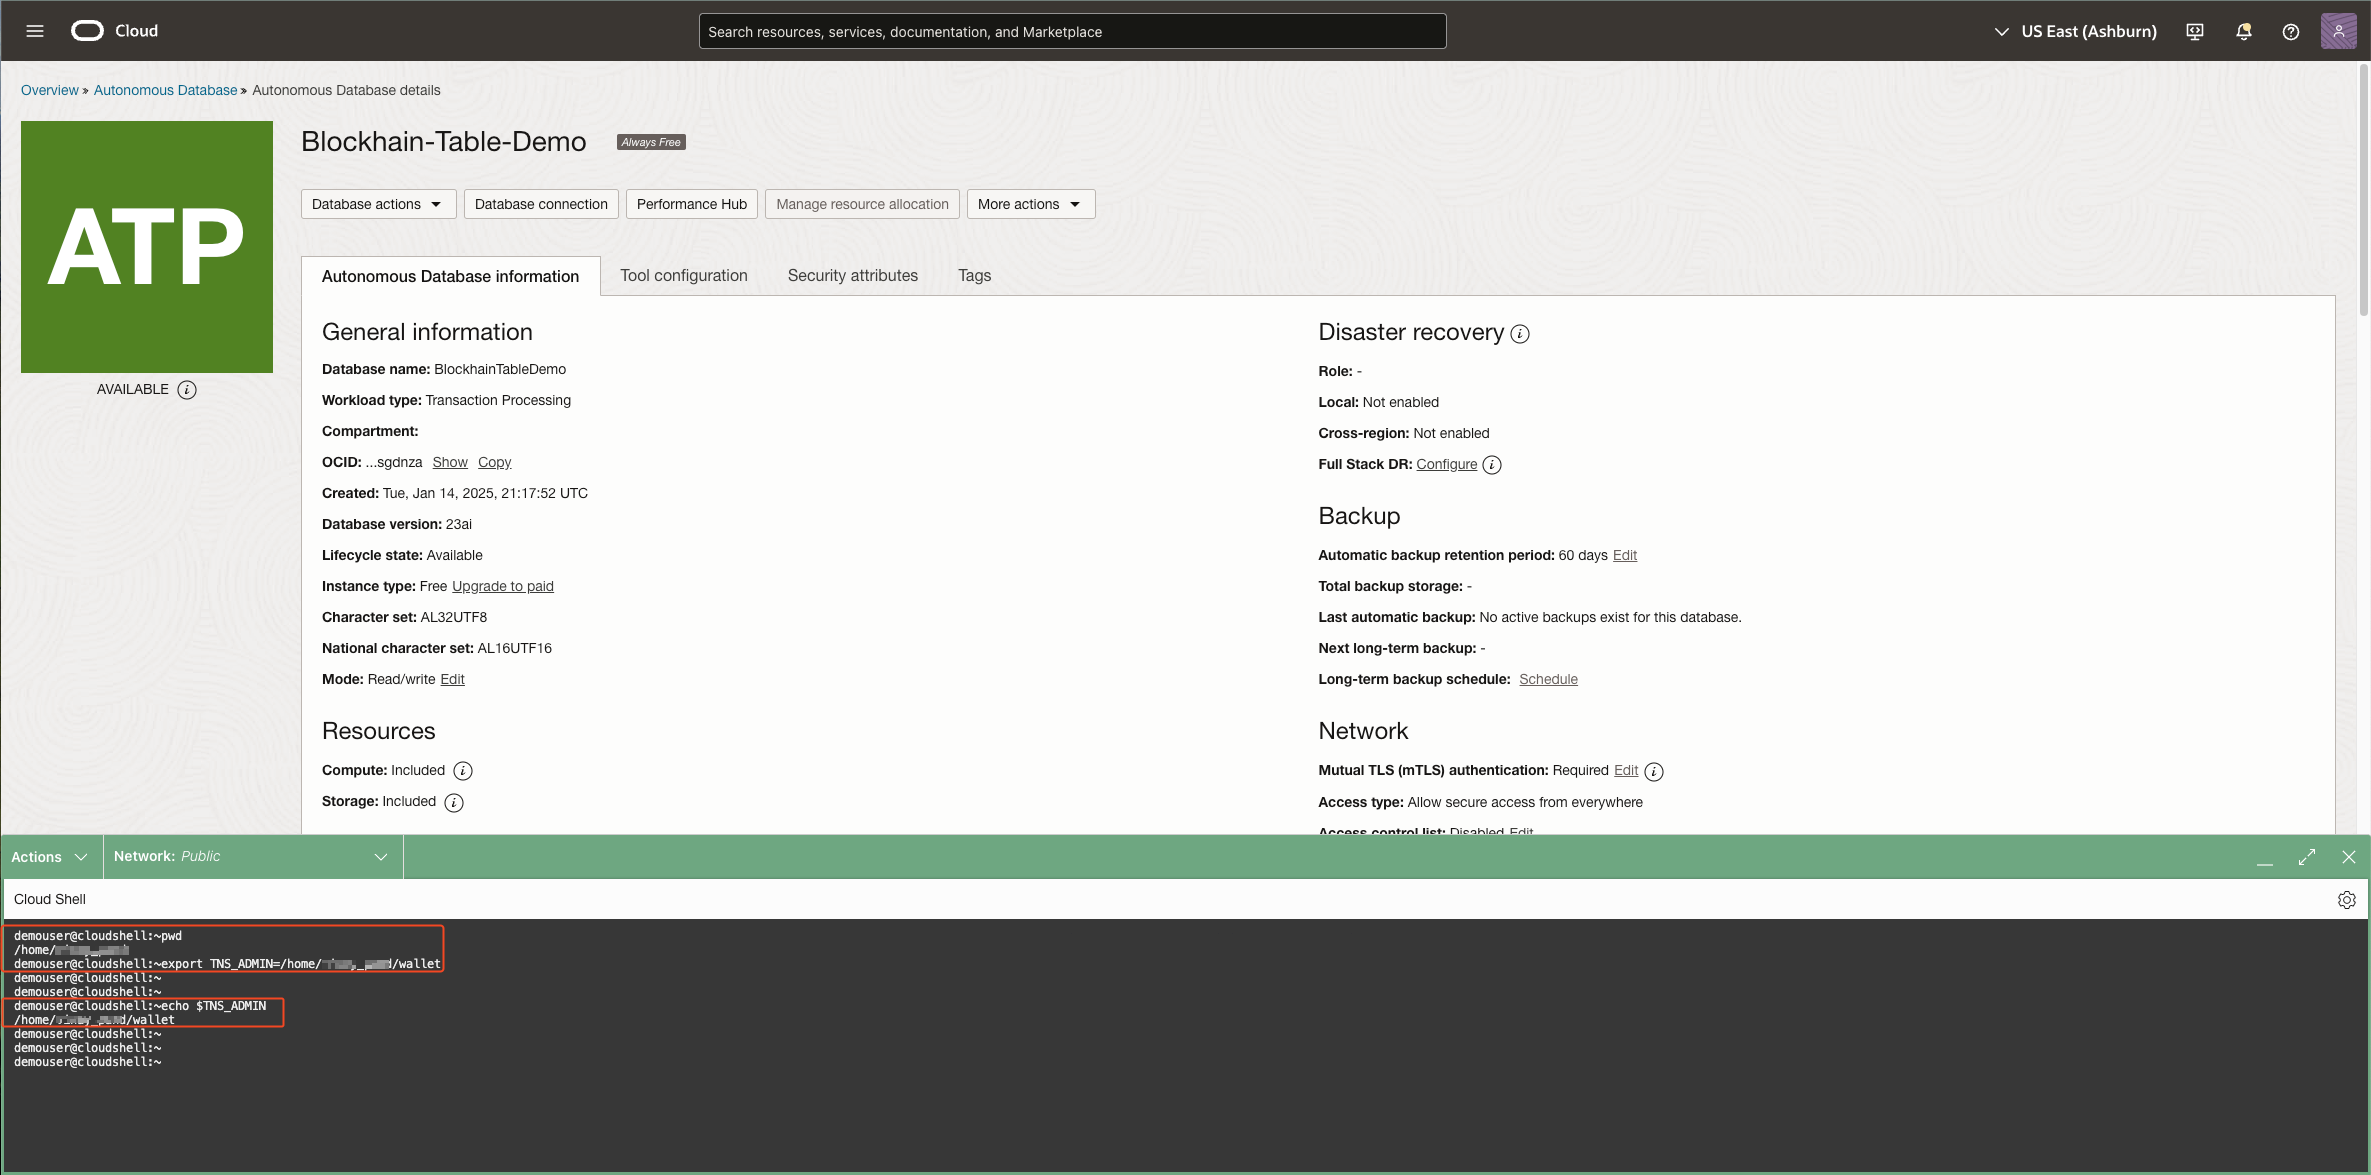 Cloud
Search resources, services, documentation, and Marketplace
US East (Ashburn)
Overview » Autonomous Database » Autonomous Database details
ATP
AVAILABLE
Blockhain-Table-Demo
Always Free
Database actions
Database connection
Performance Hub
Manage resource allocation
More actions
Autonomous Database information
Tool configuration
Security attributes
Tags
General information
Database name: BlockhainTableDemo
Workload type: Transaction Processing
Compartment:
OCID: ...sgdnza Show Copy
Created: Tue, Jan 14, 2025, 21:17:52 UTC
Database version: 23ai
Lifecycle state: Available
Instance type: Free Upgrade to paid
Character set: AL32UTF8
National character set: AL16UTF16
Mode: Read/write Edit
Resources
Compute: Included
Storage: Included
Disaster recovery
Role: -
Local: Not enabled
Cross-region: Not enabled
Full Stack DR: Configure
Backup
Automatic backup retention period: 60 days Edit
Total backup storage: -
Last automatic backup: No active backups exist for this database.
Next long-term backup: -
Long-term backup schedule: Schedule
Network
Mutual TLS (mTLS) authentication: Required Edit
Access type: Allow secure access from everywhere
Access control list: Disabled Edit
Actions
Network: Public
Cloud Shell
demouser@cloudshell:~pwd
/home/
demouser@cloudshell:~export TNS_ADMIN=/home/ /wallet
demouser@cloudshell:~
demouser@cloudshell:~
demouser@cloudshell:~echo $TNS_ADMIN
/home/ /wallet
demouser@cloudshell:~
demouser@cloudshell:~
demouser@cloudshell:~